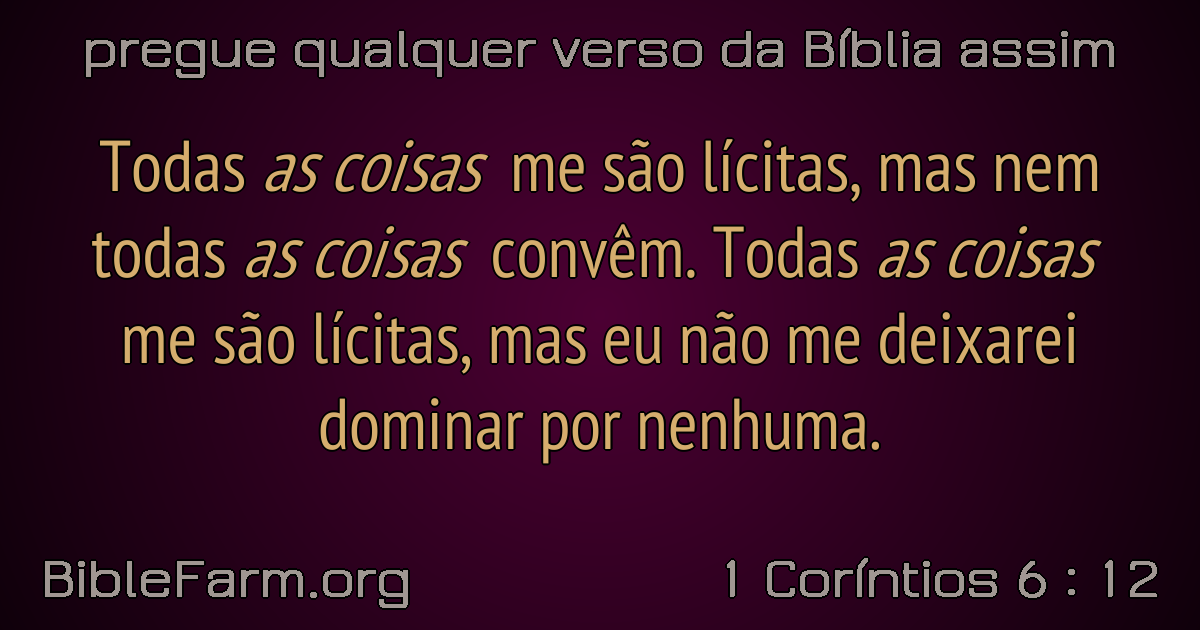 pregue qualquer verso da Bíblia assim
Todas as coisas me são lícitas, mas nem
todas as coisas convêm. Todas as coisas
me são lícitas, mas eu não me deixarei
dominar por nenhuma.
BibleFarm.org
1 Coríntios 6 : 12